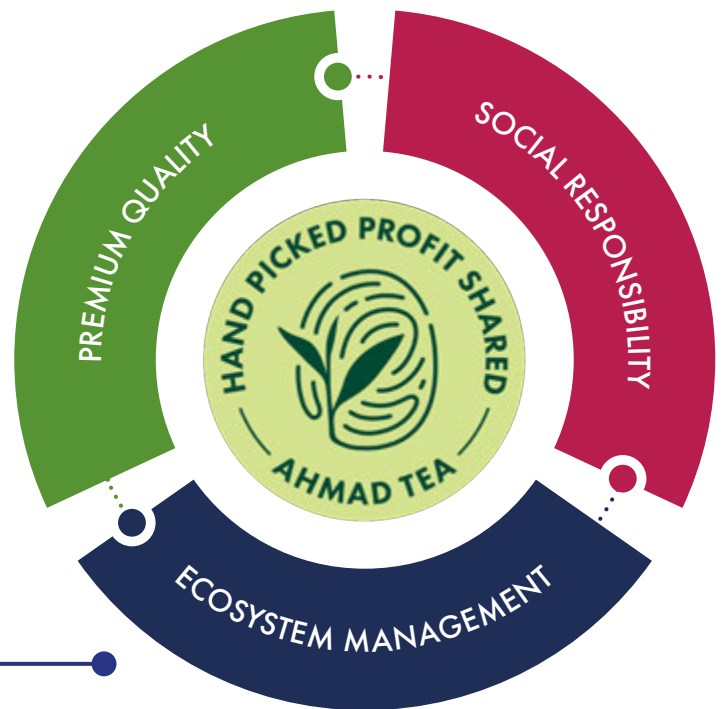 PREMIUM QUALITY
SOCIAL RESPONSIBILITY
HAND PICKED PROFIT SHARED
AHMAD TEA
ECOSYSTEM MANAGEMENT